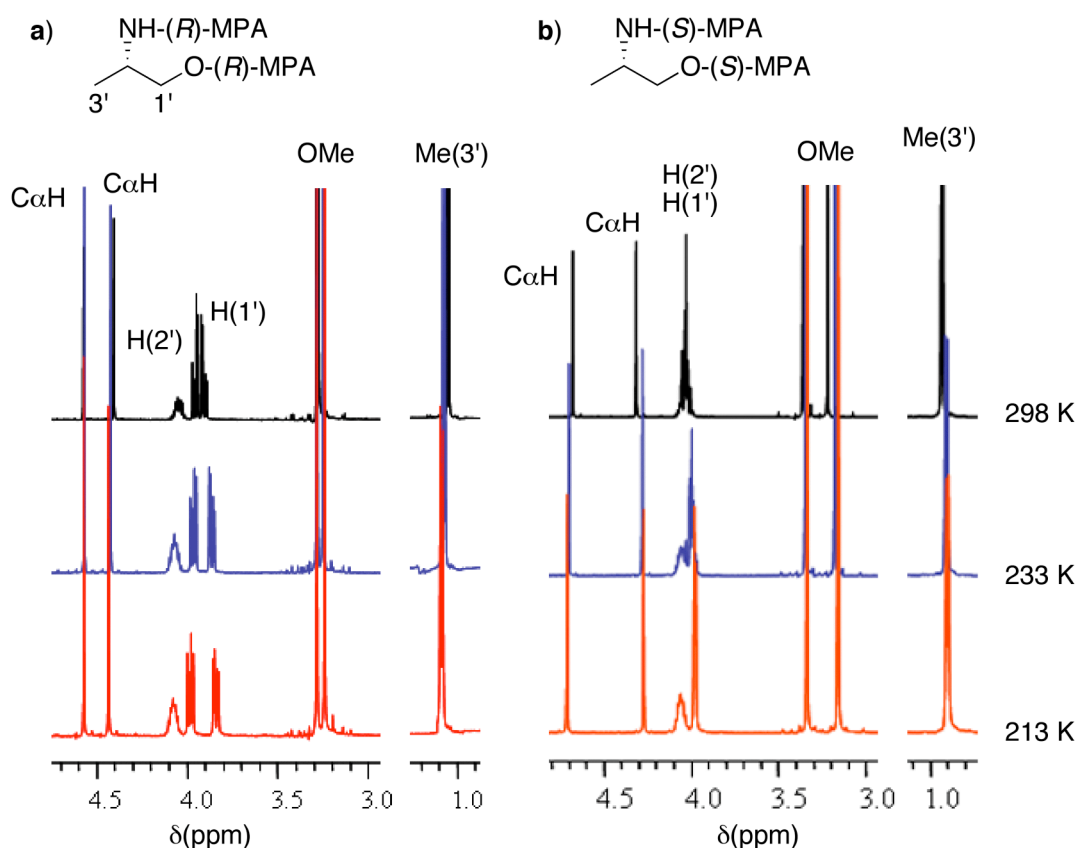 a)
NH-(R)-MPA
O-(R)-MPA
3' 1'
OMe
Me(3')
CαH
CαH
H(2')
H(1')
4.5 4.0 3.5 3.0 1.0
δ(ppm)
b)
NH-(S)-MPA
O-(S)-MPA
OMe
Me(3')
H(2')
H(1')
CαH
CαH
298 K
233 K
213 K
4.5 4.0 3.5 3.0 1.0
δ(ppm)